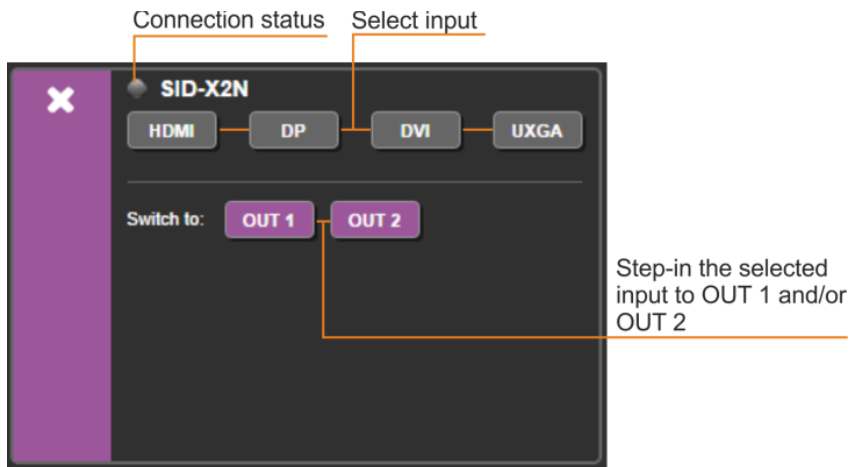 Connection status Select input
SID-X2N
HDMI DP DVI UXGA
Switch to: OUT 1 OUT 2
Step-in the selected
input to OUT 1 and/or
OUT 2